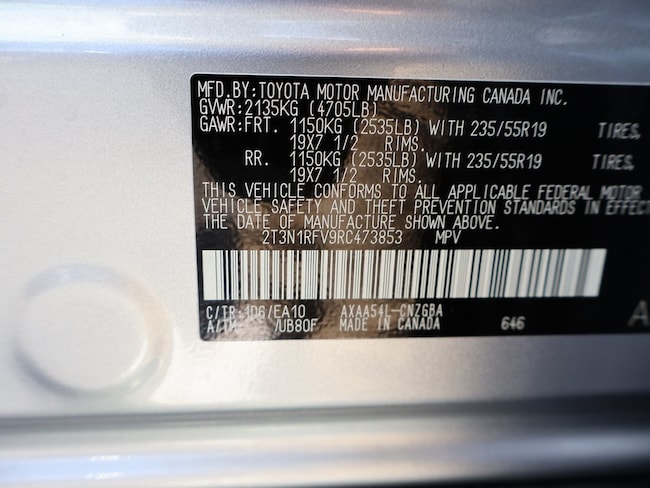 MFD.BY:TOYOTA MOTOR MANUFACTURING CANADA INC.
GVWR:2135KG (4705LB)
GAWR:FRT. 1150KG (2535LB) WITH 235/55R19 TIRES,
19X7 1/2 RIMS.
RR. 1150KG (2535LB) WITH 235/55R19 TIRES,
19X7 1/2 RIMS.
THIS VEHICLE CONFORMS TO ALL APPLICABLE FEDERAL MOTOR
VEHICLE SAFETY AND THEFT PREVENTION STANDARDS IN EFFECT
THE DATE OF MANUFACTURE SHOWN ABOVE.
2T3N1RFV9RC473853 MPV
C/TR:1D6/EA10 AXAA54L-CNZGBA
A/TM: /UB80F MADE IN CANADA 646 A